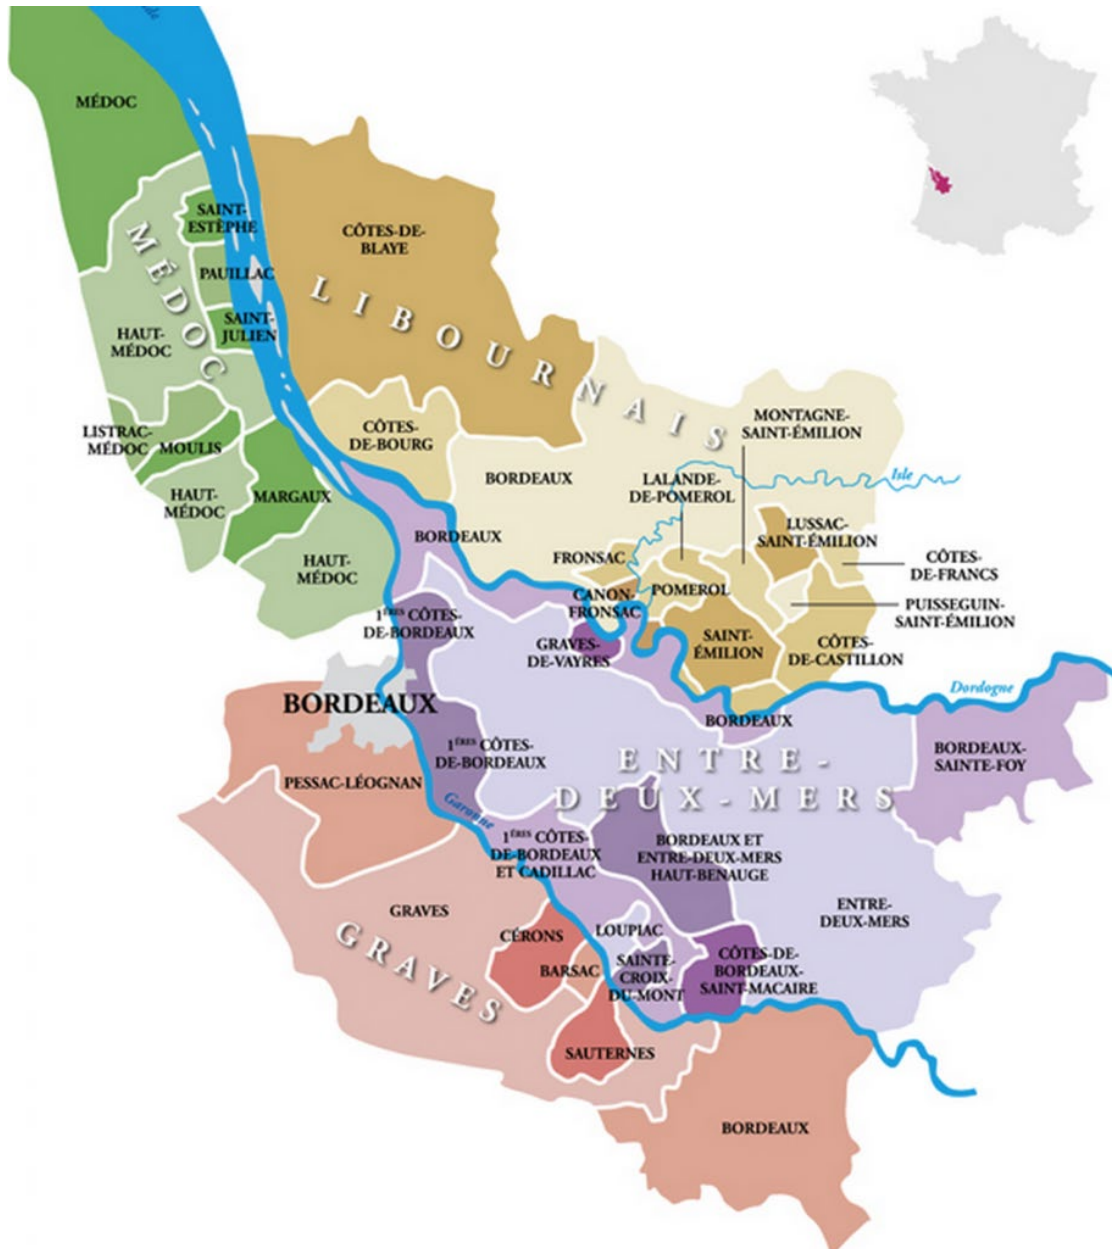 MÉDOC
SAINT-
ESTÈPHE
PAUILLAC
SAINT-
JULIEN
MÉDOC
HAUT-
MÉDOC
LISTRAC-
MÉDOC
MOULIS
HAUT-
MÉDOC
MARGAUX
HAUT-
MÉDOC
CÔTES-DE-
BLAYE
LIBOURNAIS
CÔTES-
DE-BOURG
BORDEAUX
MONTAGNE-
SAINT-ÉMILION
LALANDE-
DE-POMEROL
Isle
LUSSAC-
SAINT-ÉMILION
CÔTES-
DE-FRANCS
FRONSAC
POMEROL
CANON-
FRONSAC
PUISSEGUIN-
SAINT-ÉMILION
SAINT-
ÉMILION
CÔTES-
DE-CASTILLON
BORDEAUX
GRAVES-
DE-VAYRES
1ÈRES CÔTES-
DE-BORDEAUX
Dordogne
BORDEAUX
BORDEAUX
BORDEAUX-
SAINTE-FOY
1ÈRES CÔTES-
DE-BORDEAUX
ENTRE-
DEUX-MERS
PESSAC-LÉOGNAN
Garonne
1ÈRES CÔTES-
DE-BORDEAUX
ET CADILLAC
BORDEAUX ET
ENTRE-DEUX-MERS
HAUT-BENAUGE
ENTRE-
DEUX-MERS
GRAVES
GRAVES
CÉRONS
BARSAC
LOUPIAC
SAINTE-
CROIX-
DU-MONT
CÔTES-DE-
BORDEAUX-
SAINT-MACAIRE
SAUTERNES
BORDEAUX